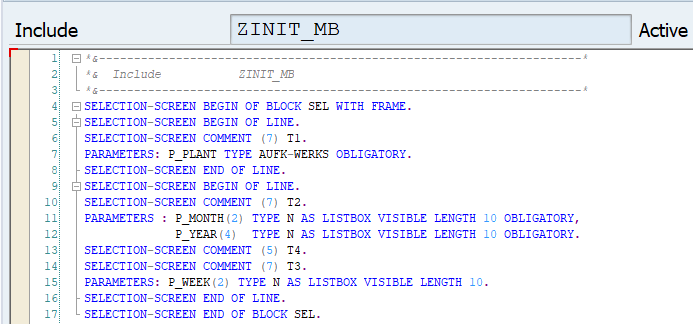 Include ZINIT_MB Active
1 *&---------------------------------------------------------------------*
2 *& Include ZINIT_MB
3 *&---------------------------------------------------------------------*
4 SELECTION-SCREEN BEGIN OF BLOCK SEL WITH FRAME.
5 SELECTION-SCREEN BEGIN OF LINE.
6 SELECTION-SCREEN COMMENT (7) T1.
7 PARAMETERS: P_PLANT TYPE AUFK-WERKS OBLIGATORY.
8 SELECTION-SCREEN END OF LINE.
9 SELECTION-SCREEN BEGIN OF LINE.
10 SELECTION-SCREEN COMMENT (7) T2.
11 PARAMETERS : P_MONTH(2) TYPE N AS LISTBOX VISIBLE LENGTH 10 OBLIGATORY,
12 P_YEAR(4) TYPE N AS LISTBOX VISIBLE LENGTH 10 OBLIGATORY.
13 SELECTION-SCREEN COMMENT (5) T4.
14 SELECTION-SCREEN COMMENT (7) T3.
15 PARAMETERS: P_WEEK(2) TYPE N AS LISTBOX VISIBLE LENGTH 10.
16 SELECTION-SCREEN END OF LINE.
17 SELECTION-SCREEN END OF BLOCK SEL.